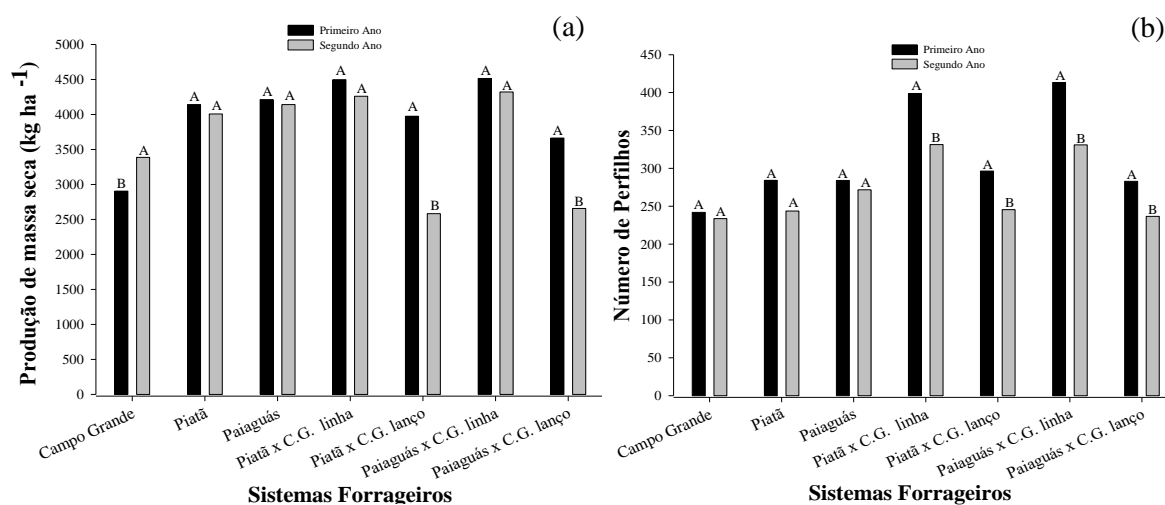 (a)
Primeiro Ano
Segundo Ano
Produção de massa seca (kg ha -1)
5000
4500
4000
3500
3000
2500
2000
1500
1000
500
0
B A
A A
A A
A A
A B
A A
A B
Campo Grande
Piatã
Paiaguás
Piatã x C.G. linha
Piatã x C.G. lanço
Paiaguás x C.G. linha
Paiaguás x C.G. lanço
Sistemas Forrageiros
(b)
Primeiro Ano
Segundo Ano
Número de Perfilhos
450
400
350
300
250
200
150
100
50
0
A A
A A
A A
A B
A B
A B
A B
Campo Grande
Piatã
Paiaguás
Piatã x C.G. linha
Piatã x C.G. lanço
Paiaguás x C.G. linha
Paiaguás x C.G. lanço
Sistemas Forrageiros